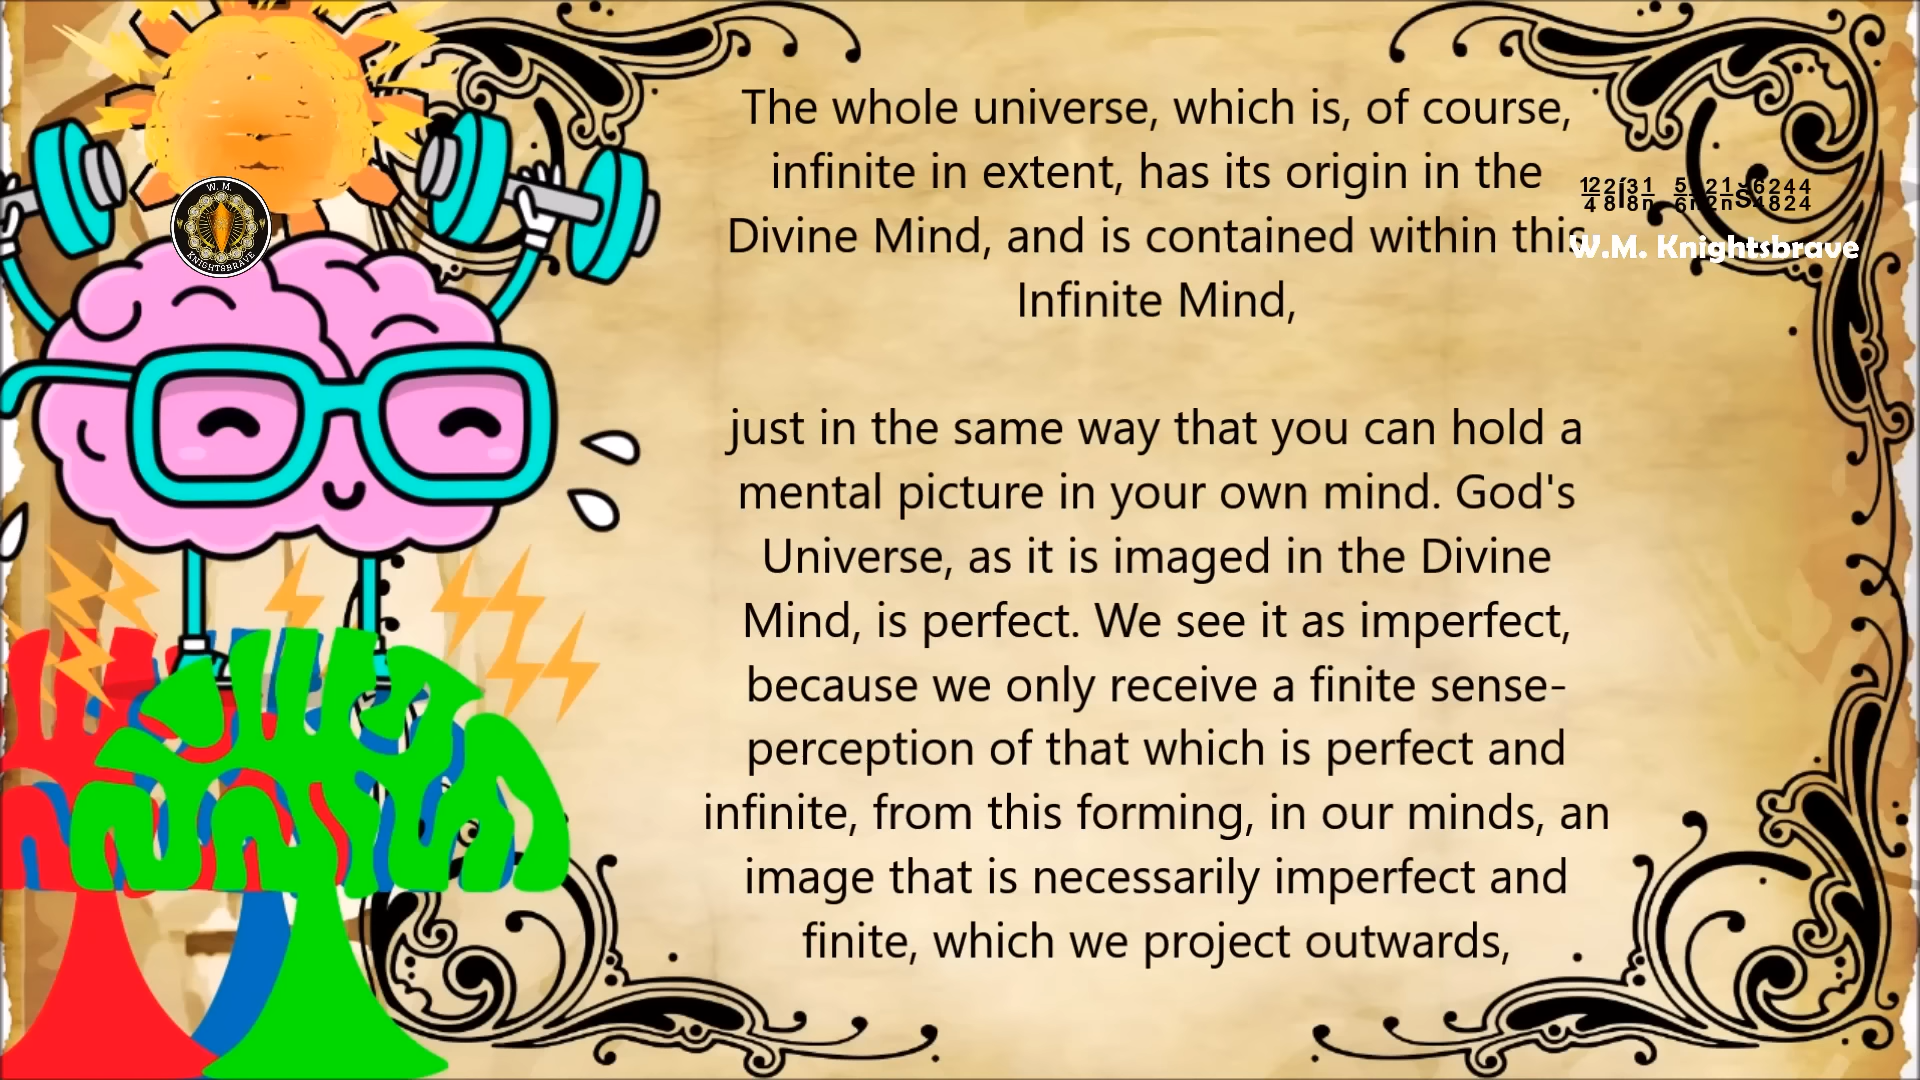 The whole universe, which is, of course,
infinite in extent, has its origin in the
Divine Mind, and is contained within this
Infinite Mind,
just in the same way that you can hold a
mental picture in your own mind. God's
Universe, as it is imaged in the Divine
Mind, is perfect. We see it as imperfect,
because we only receive a finite sense-
perception of that which is perfect and
infinite, from this forming, in our minds, an
image that is necessarily imperfect and
finite, which we project outwards,
W.M. Knightsbrave
W. M.
KNIGHTSBRAVE